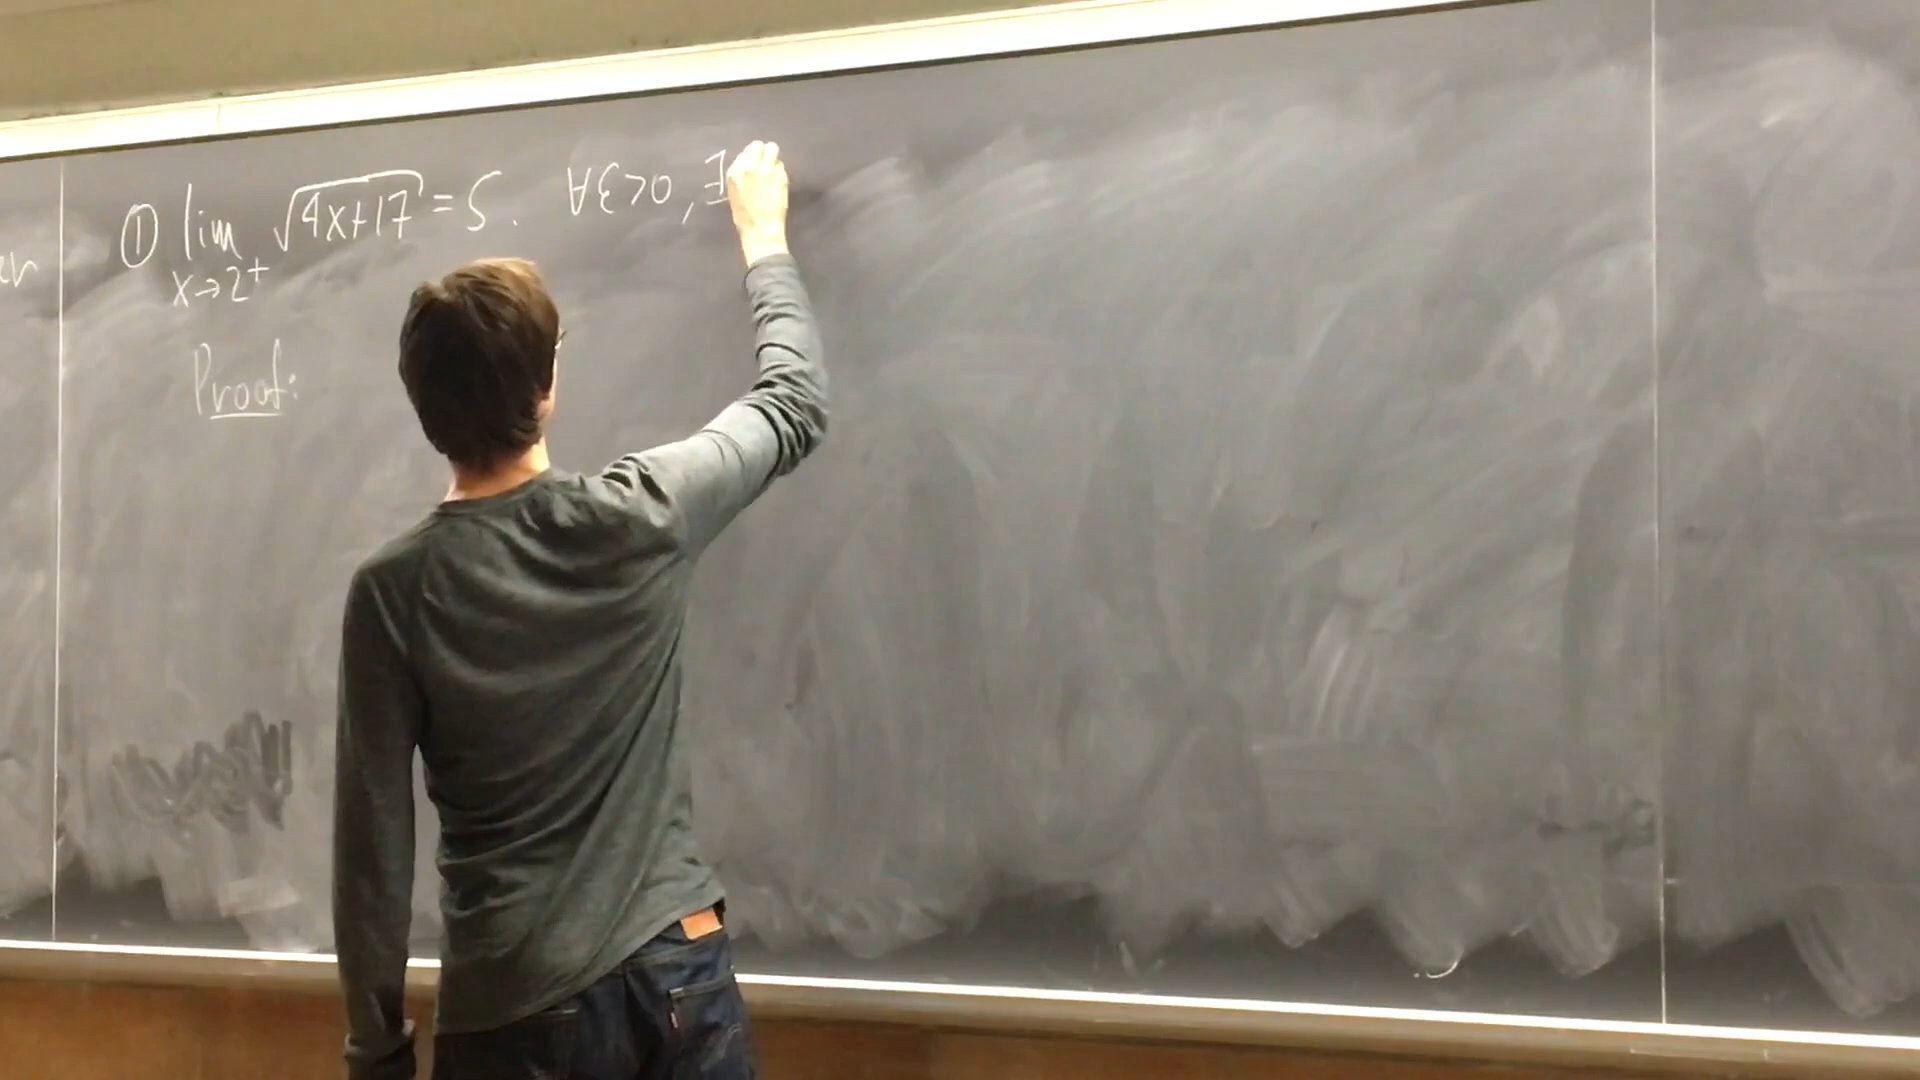 ① lim √(4x+17) = 5. ∀ε>0, ∃
x→2⁺
Proof: